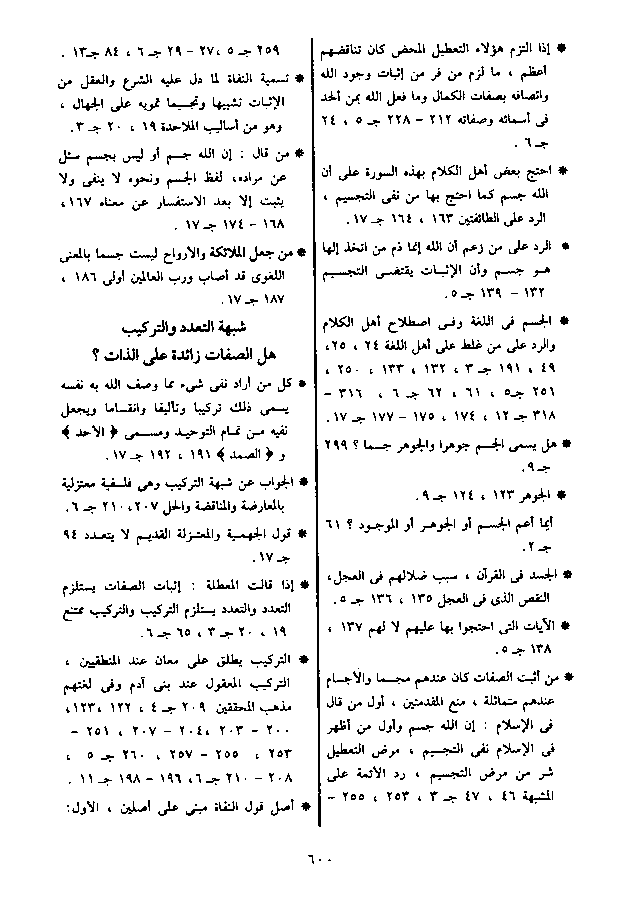 * إذا التزم هؤلاء التعطيل المحض كان تناقضهم
أعظم ، ما لزم من فر من إثبات وجود الله
واتصافه بصفات الكمال وما فعل الله بمن ألحد
فى أسمائه وصفاته ٢١٢ – ٢٢٨ جـ ٥ ، ٢٤
جـ ٦ .
* احتج بعض أهل الكلام بهذه السورة على أن
الله جسم كما احتج بها من نفى التجسيم ،
الرد على الطائفتين ١٦٣ ، ١٦٤ جـ ١٧.
* الرد على من زعم أن الله إنما ذم من اتخذ إلها
هـو جسم وأن الإثبـات يقتضى التجسيم
١٣٢ – ١٣٩ جـ ٥.
* الجسم فى اللغة وفـى اصطلاح أهل الكلام
والرد على من غلط على أهل اللغة ٢٤ ، ٢٥،
٤٩ ، ١٩١ جـ ٣ ، ١٣٢ ، ١٣٣ ، ٢٥٠ ،
٢٥١ جـ٥ ، ٦١ ، ٦٢ جـ ٦ ، ٣١٦ –
٣١٨ جـ ١٢ ، ١٧٤ ، ١٧٥ – ١٧٧ جـ ١٧.
* هل يسمى الجسم جوهرا والجوهر جسما ؟ ٢٩٩
جـ ٩.
* الجوهر ١٢٣ ، ١٢٤ جـ ٩.
أيما أعم الجسم أو الجوهر أو الموجود ؟ ٦١
جـ ٢.
* الجسد فى القرآن ، سبب ضلالهم فى العجل،
النقص الذى فى العجل ١٣٥ ، ١٣٦ جـ ٥.
* الآيات التى احتجوا بها عليهم لا لهم ١٣٧ ،
١٣٨ جـ ٥.
* من أثبت الصفات كان عندهم مجسما والأجسام
عندهم متماثلة ، منع المقدمتين ، أول من قال
فى الإسلام : إن الله جسم وأول من أظهر
فى الإسلام نفى التجسيم ، مرض التعطيل
شر من مرض التجسيم ، رد الأئمة على
المشبهة ٤٦ ، ٤٧ جـ ٣ ، ٢٥٣ ، ٢٥٥ –
٢٥٩ جـ ٥ ، ٢٧ – ٢٩ جـ ٦ ، ٨٤ جـ ١٣ .
* تسمية النفاة لما دل عليه الشرع والعقل من
الإثبات تشبيها وتجسيما تمويه على الجهال ،
وهو من أساليب الملاحدة ١٩ ، ٢٠ جـ ٣.
* من قال : إن الله جسم أو ليس بجسم سئل
عن مراده، لفظ الجسم ونحوه لا ينفى ولا
يثبت إلا بعد الاستفسار عن معناه ١٦٧،
١٦٨ – ١٧٤ جـ ١٧ .
* من جعل الملائكة والأرواح ليست جسما بالمعنى
اللغوى قد أصاب ورب العالمين أولى ١٨٦ ،
١٨٧ جـ ١٧.
شبهة التعدد والتركيب
هل الصفات زائدة على الذات ؟
* كل من أراد نفى شىء مما وصف الله به نفسه
يسمى ذلك تركيبا وتأليفا وانقساما ويجعل
نفيه مـن تمام التوحيـد ومسمـى ﴿ الأحد ﴾
و ﴿ الصمد ﴾ ١٩١ ، ١٩٢ جـ ١٧.
* الجواب عن شبهة التركيب وهى فلسفية معتزلية
بالمعارضة والمناقضة والحل ٢٠٧، ٢١٠ جـ ٦.
* قول الجهمية والمعتـزلة القديـم لا يتعدد ٩٤
جـ ١٧.
* إذا قالت المعطلة : إثبات الصفات يستلزم
التعدد والتعدد يستلزم التركيب والتركيب ممتنع
١٩ ، ٢٠ جـ ٣ ، ٦٥ جـ ٦.
* التركيب يطلق على معان عند المنطقيين ،
التركيب المعقول عند بنى آدم وفى لغتهم
مذهب المحققين ٢٠٩ جـ ٤ ، ١٢٢ ، ١٢٣،
٢٠٠ – ٢٠٣ ، ٢٠٤ – ٢٠٧ ، ٢٥١ –
٢٥٣ ، ٢٥٥ – ٢٥٧ ، ٢٦٠ جـ ٥ ،
٢٠٨ – ٢١٠ جـ ٦، ١٩٦ – ١٩٨ جـ ١١ .
* أصل قول النفاة مبنى على أصلين ، الأول:
٦٠٠